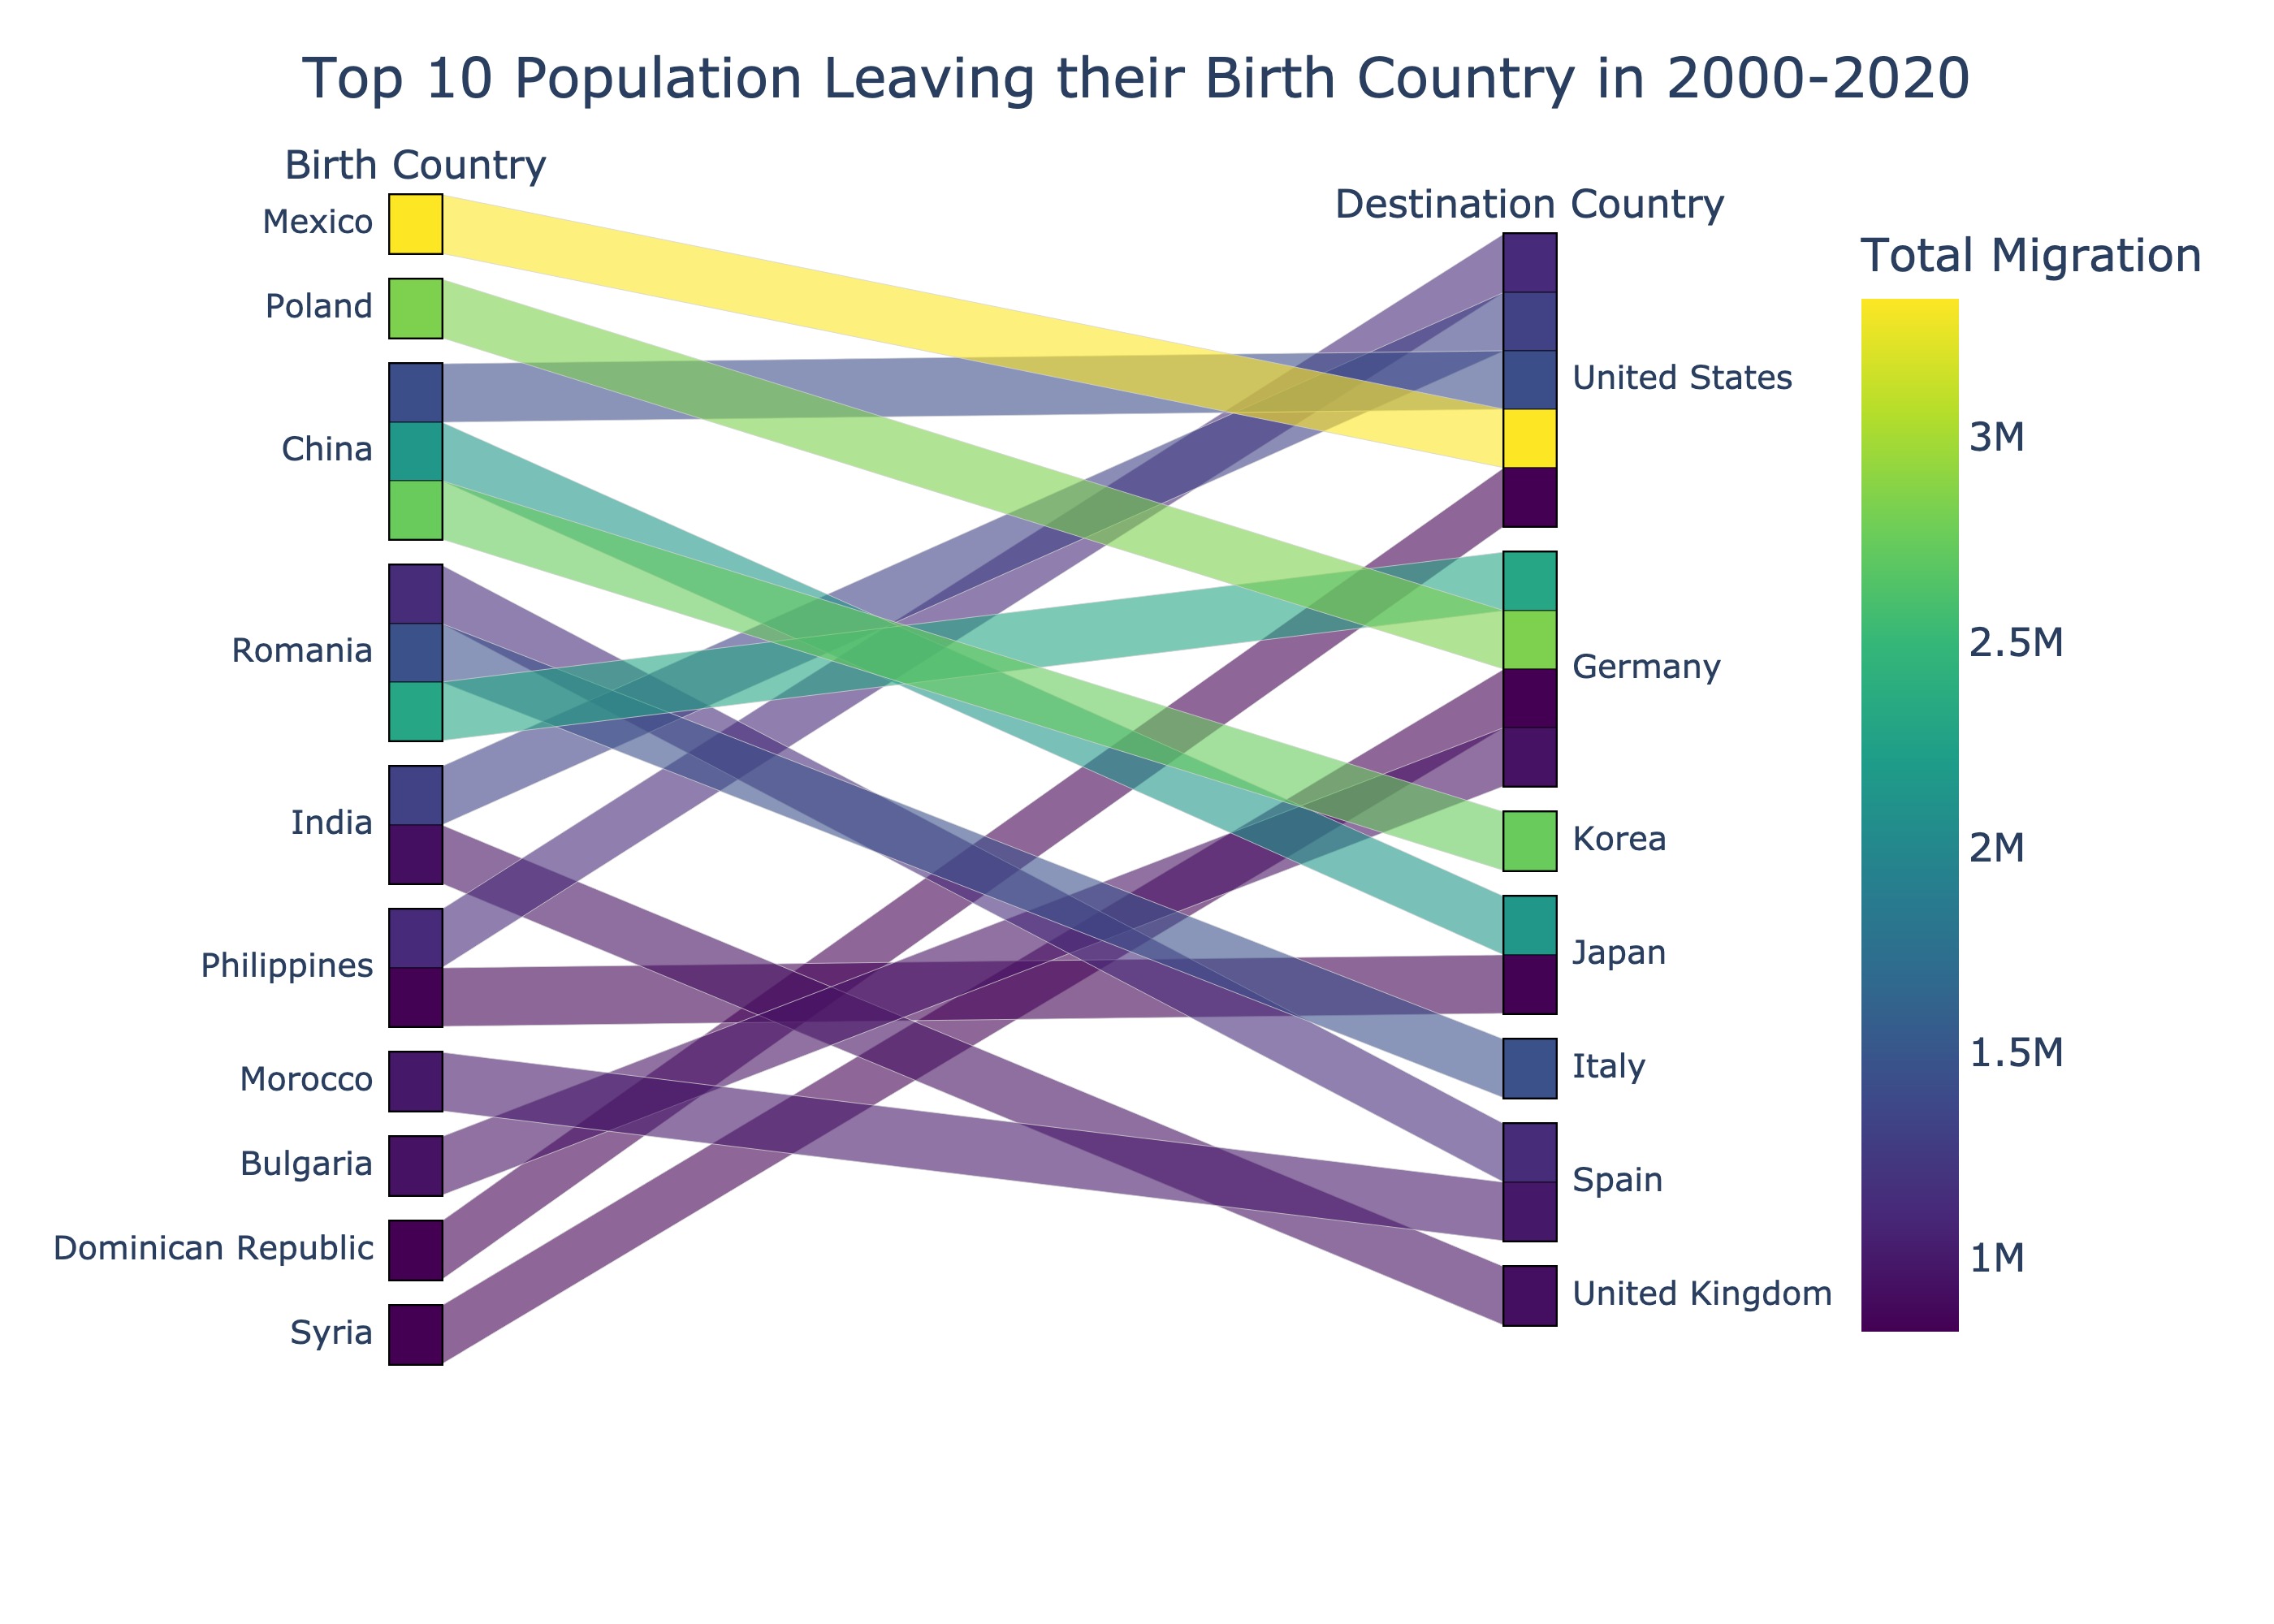 Top 10 Population Leaving their Birth Country in 2000-2020
Birth Country
Mexico
Poland
China
Romania
India
Philippines
Morocco
Bulgaria
Dominican Republic
Syria
Destination Country
United States
Germany
Korea
Japan
Italy
Spain
United Kingdom
Total Migration
3M
2.5M
2M
1.5M
1M